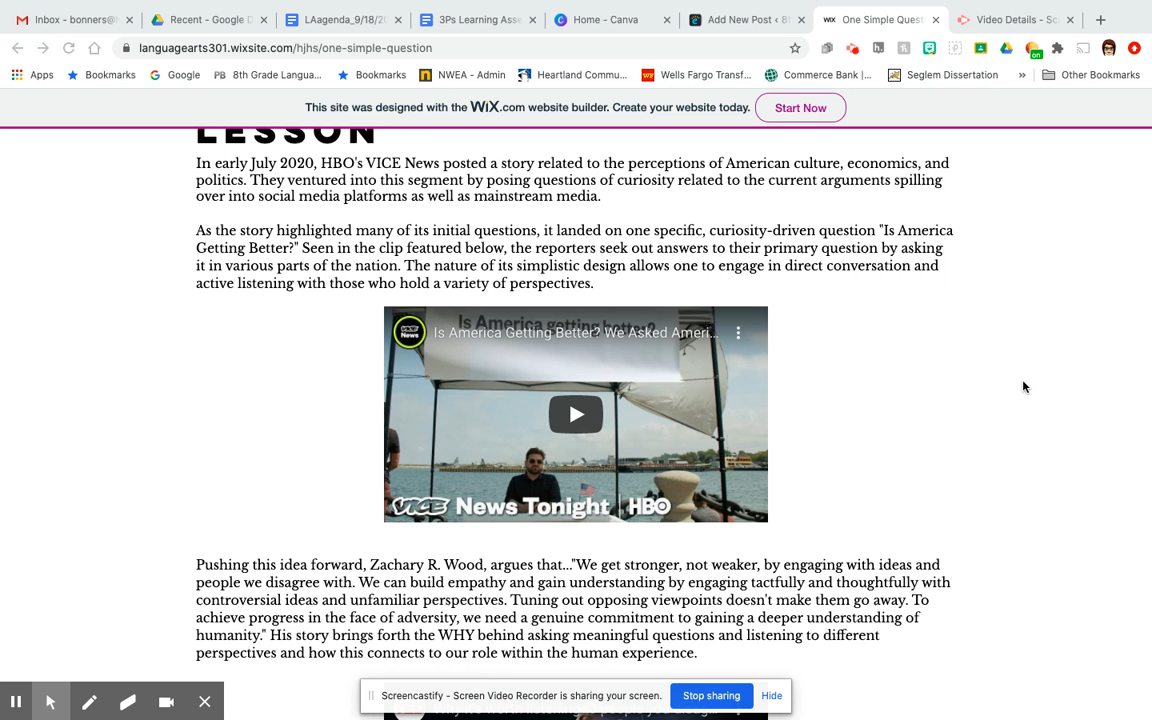 Inbox - bonners@
Recent - Google D
LAagenda_9/18/20
3Ps Learning Asse
Home - Canva
Add New Post ‹ 8
WIX One Simple Quest
Video Details - Sc
languagearts301.wixsite.com/hjhs/one-simple-question
Apps
Bookmarks
Google
PB 8th Grade Langua...
Bookmarks
NWEA - Admin
Heartland Commu...
Wells Fargo Transf...
Commerce Bank |...
Seglem Dissertation
»
Other Bookmarks
on
This site was designed with the WiX.com website builder. Create your website today.
Start Now
LESSON
In early July 2020, HBO's VICE News posted a story related to the perceptions of American culture, economics, and
politics. They ventured into this segment by posing questions of curiosity related to the current arguments spilling
over into social media platforms as well as mainstream media.
As the story highlighted many of its initial questions, it landed on one specific, curiosity-driven question "Is America
Getting Better?" Seen in the clip featured below, the reporters seek out answers to their primary question by asking
it in various parts of the nation. The nature of its simplistic design allows one to engage in direct conversation and
active listening with those who hold a variety of perspectives.
Is America getting better?
VICE News
Is America Getting Better? We Asked Ameri...
VICE News Tonight | HBO
Pushing this idea forward, Zachary R. Wood, argues that..."We get stronger, not weaker, by engaging with ideas and
people we disagree with. We can build empathy and gain understanding by engaging tactfully and thoughtfully with
controversial ideas and unfamiliar perspectives. Tuning out opposing viewpoints doesn't make them go away. To
achieve progress in the face of adversity, we need a genuine commitment to gaining a deeper understanding of
humanity." His story brings forth the WHY behind asking meaningful questions and listening to different
perspectives and how this connects to our role within the human experience.
Screencastify - Screen Video Recorder is sharing your screen.
Stop sharing
Hide